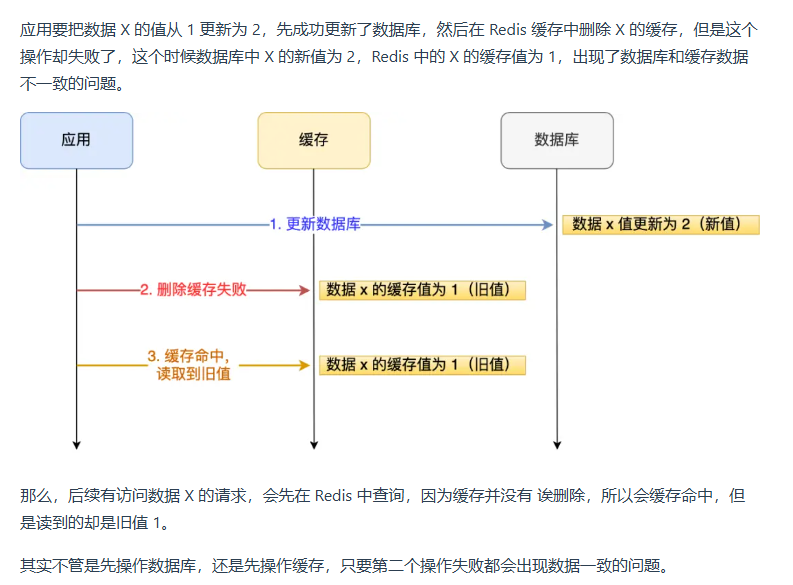 应用要把数据 X 的值从 1 更新为 2，先成功更新了数据库，然后在 Redis 缓存中删除 X 的缓存，但是这个
操作却失败了，这个时候数据库中 X 的新值为 2，Redis 中的 X 的缓存值为 1，出现了数据库和缓存数据
不一致的问题。
应用
缓存
数据库
1. 更新数据库
数据 x 值更新为 2（新值）
2. 删除缓存失败
数据 x 的缓存值为 1（旧值）
3. 缓存命中，
读取到旧值
数据 x 的缓存值为 1（旧值）
那么，后续有访问数据 X 的请求，会先在 Redis 中查询，因为缓存并没有 诶删除，所以会缓存命中，但
是读到的却是旧值 1。
其实不管是先操作数据库，还是先操作缓存，只要第二个操作失败都会出现数据一致的问题。